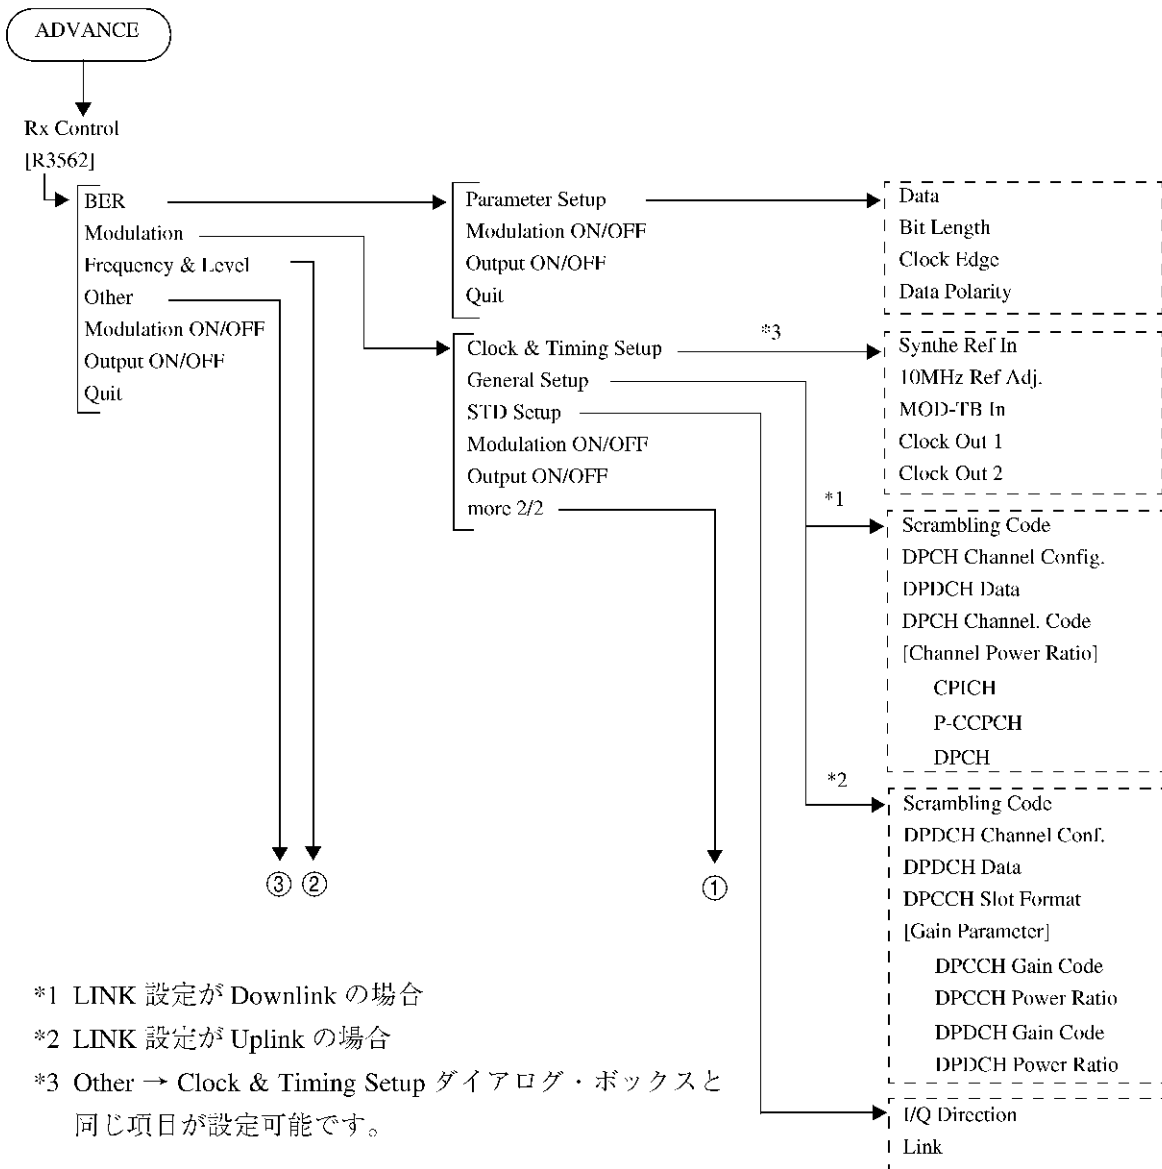 ADVANCE
Rx Control
[R3562]
BER
Modulation
Frequency & Level
Other
Modulation ON/OFF
Output ON/OFF
Quit
Parameter Setup
Modulation ON/OFF
Output ON/OFF
Quit
Data
Bit Length
Clock Edge
Data Polarity
Clock & Timing Setup
General Setup
STD Setup
Modulation ON/OFF
Output ON/OFF
more 2/2
*3
Synthe Ref In
10MHz Ref Adj.
MOD-TB In
Clock Out 1
Clock Out 2
*1
Scrambling Code
DPCH Channel Config.
DPDCH Data
DPCH Channel. Code
[Channel Power Ratio]
CPICH
P-CCPCH
DPCH
*2
Scrambling Code
DPDCH Channel Conf.
DPDCH Data
DPCCH Slot Format
[Gain Parameter]
DPCCH Gain Code
DPCCH Power Ratio
DPDCH Gain Code
DPDCH Power Ratio
I/Q Direction
Link
③ ②
①
*1 LINK 設定が Downlink の場合
*2 LINK 設定が Uplink の場合
*3 Other → Clock & Timing Setup ダイアログ・ボックスと
同じ項目が設定可能です。